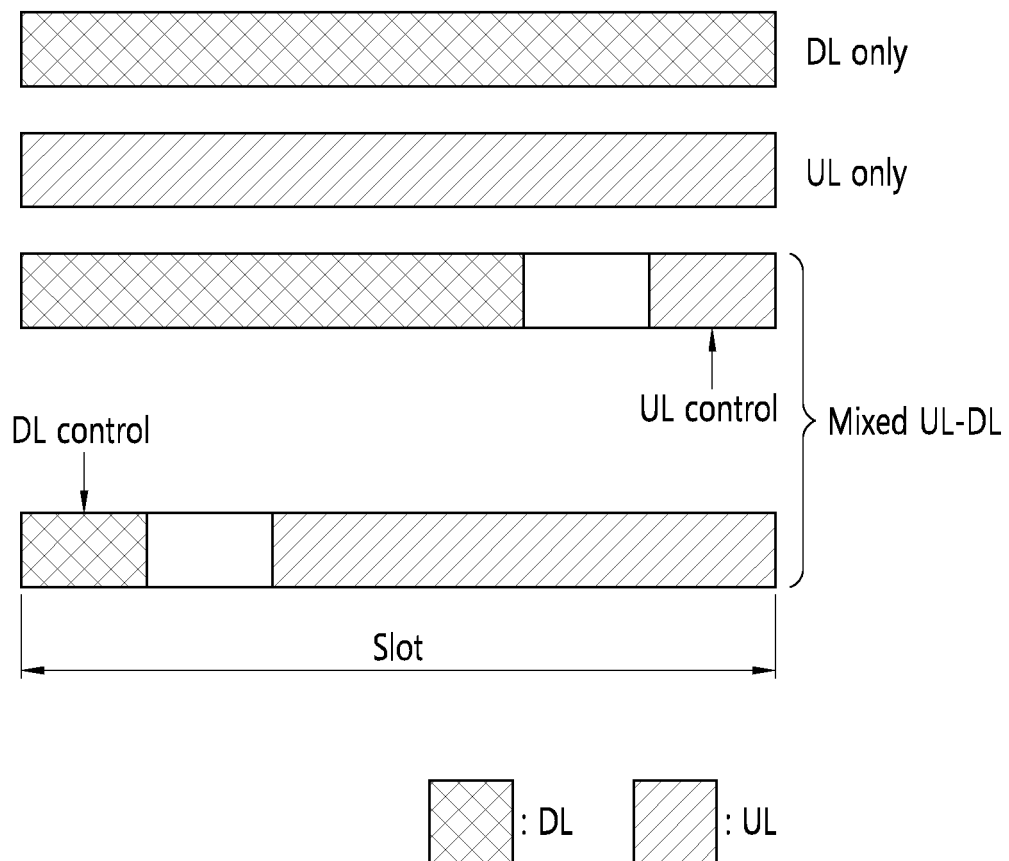 DL only
UL only
UL control
DL control
Mixed UL-DL
Slot
: DL
: UL